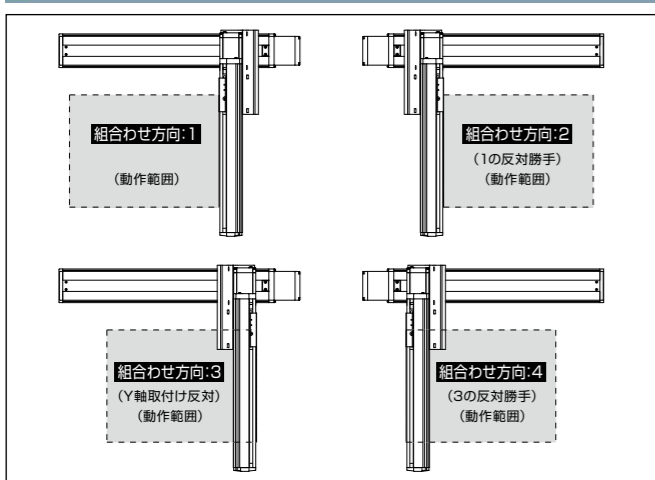 組合わせ方向:1
（動作範囲）
組合わせ方向:2
（1の反対勝手）
（動作範囲）
組合わせ方向:3
（Y軸取付け反対）
（動作範囲）
組合わせ方向:4
（3の反対勝手）
（動作範囲）